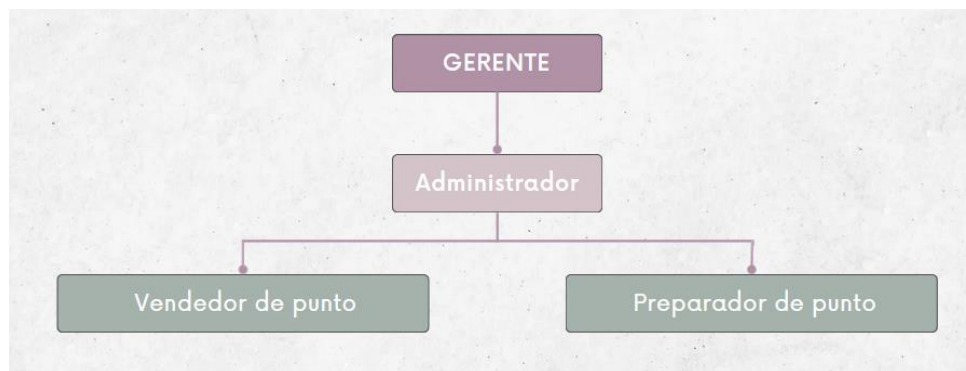 GERENTE
Administrador
Vendedor de punto
Preparador de punto